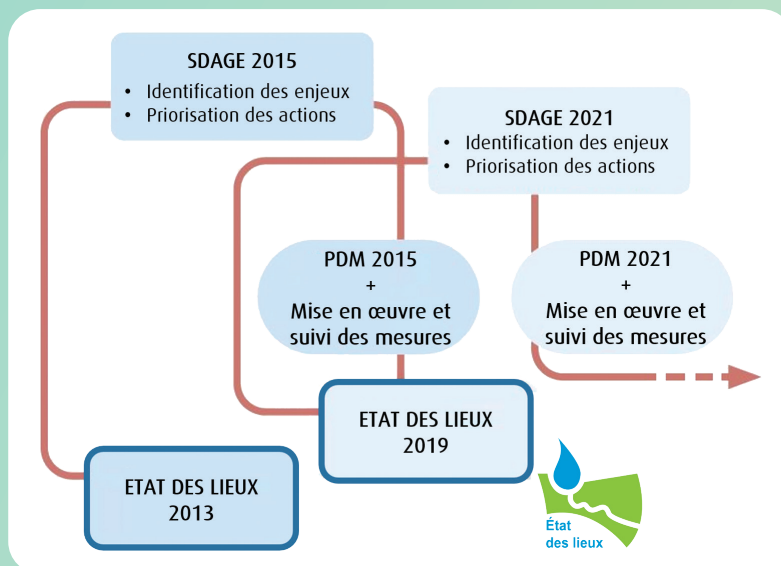 SDAGE 2015
• Identification des enjeux
• Priorisation des actions
SDAGE 2021
• Identification des enjeux
• Priorisation des actions
PDM 2015
+
Mise en œuvre et
suivi des mesures
PDM 2021
+
Mise en œuvre et
suivi des mesures
ETAT DES LIEUX
2019
ETAT DES LIEUX
2013
État
des lieux